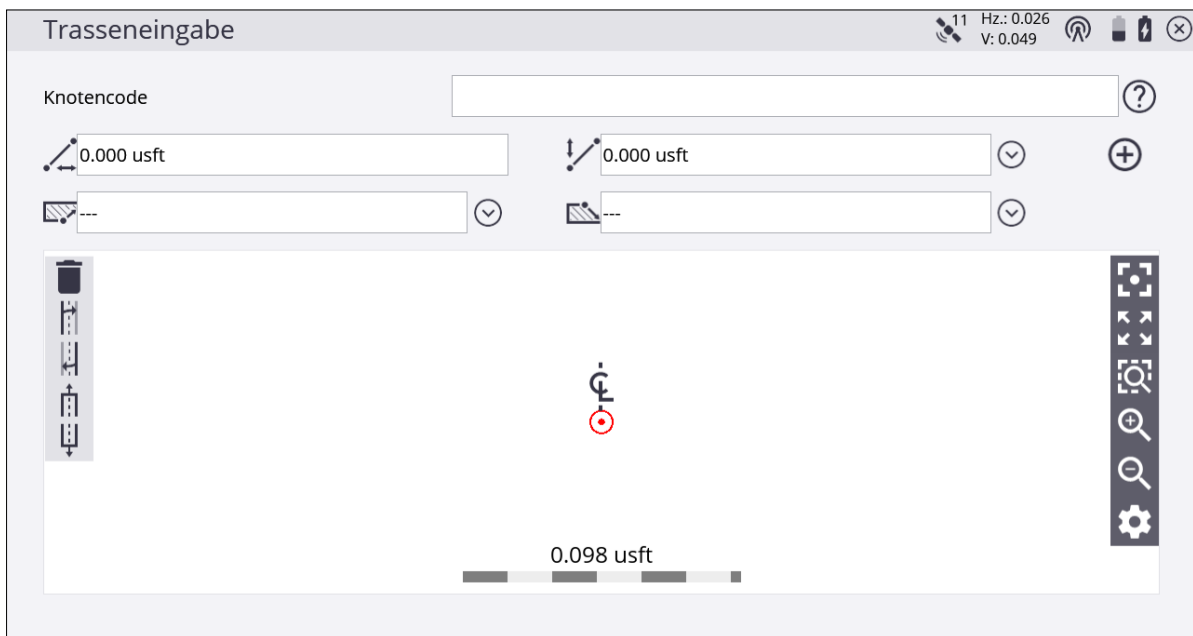 Trasseneingabe
11
Hz.: 0.026
V: 0.049
Knotencode
?
0.000 usft
0.000 usft
---
---
℄
0.098 usft